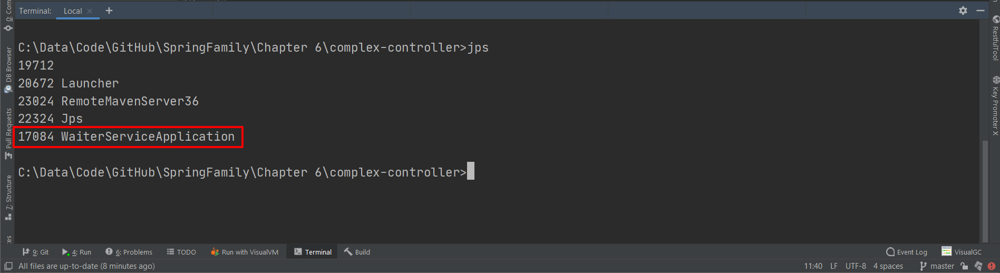 Terminal: Local × +
C:\Data\Code\GitHub\SpringFamily\Chapter 6\complex-controller>jps
19712
20672 Launcher
23024 RemoteMavenServer36
22324 Jps
17084 WaiterServiceApplication
C:\Data\Code\GitHub\SpringFamily\Chapter 6\complex-controller>
0: Com
DB Browser
Pull Requests
7: Structure
RestfulTool
Key Promoter X
9: Git 4: Run 6: Problems TODO Run with VisualVM Terminal Build Event Log VisualGC
All files are up-to-date (8 minutes ago) 11:40 LF UTF-8 4 spaces master